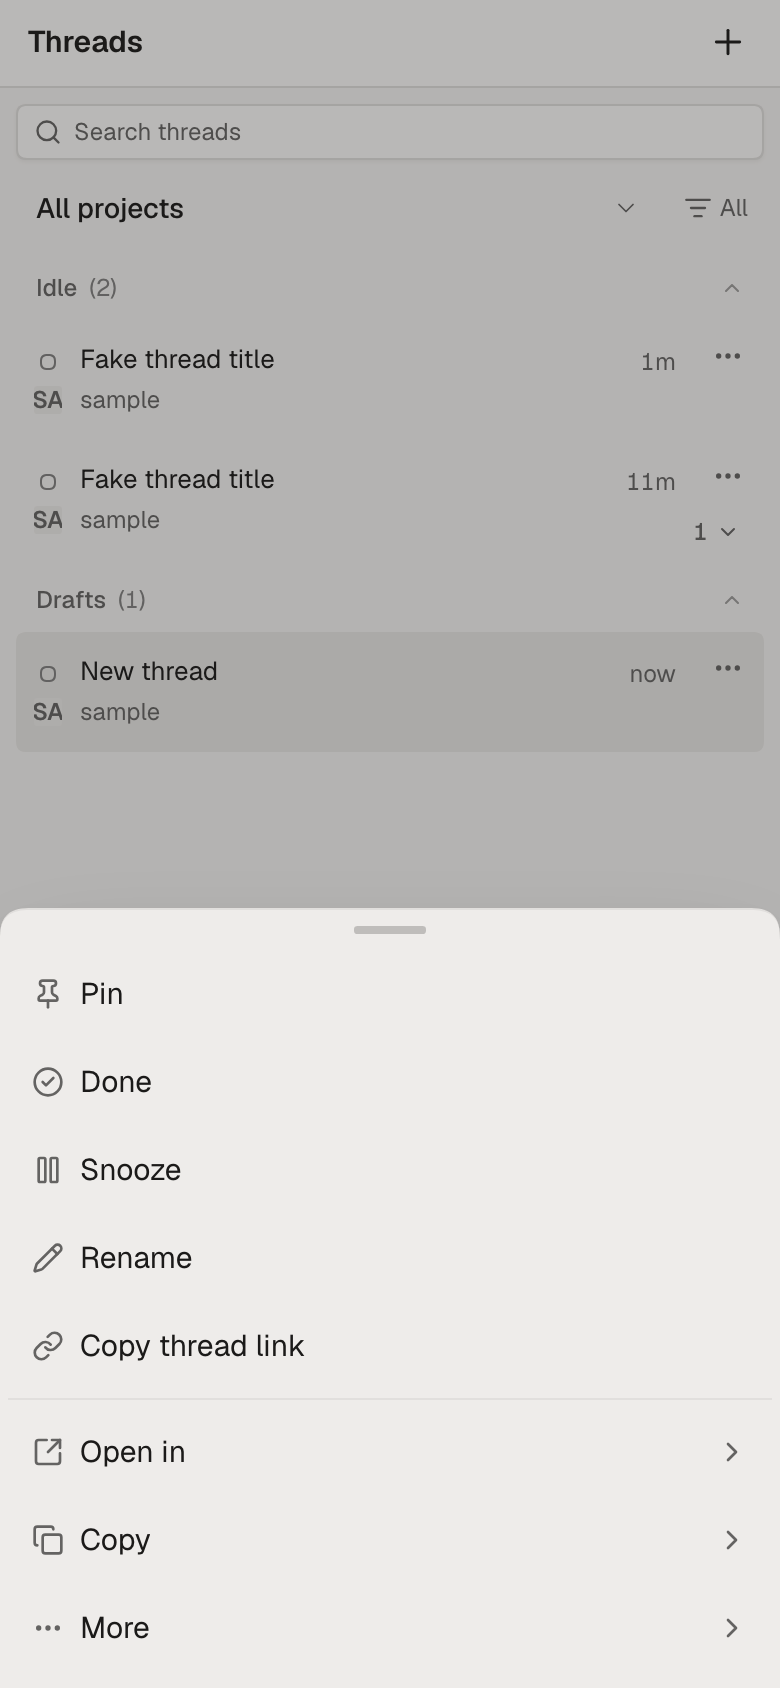 Threads
Search threads
All projects
All
Idle (2)
Fake thread title 1m
SA sample
Fake thread title 11m
SA sample
1
Drafts (1)
New thread now
SA sample
Pin
Done
Snooze
Rename
Copy thread link
Open in
Copy
More